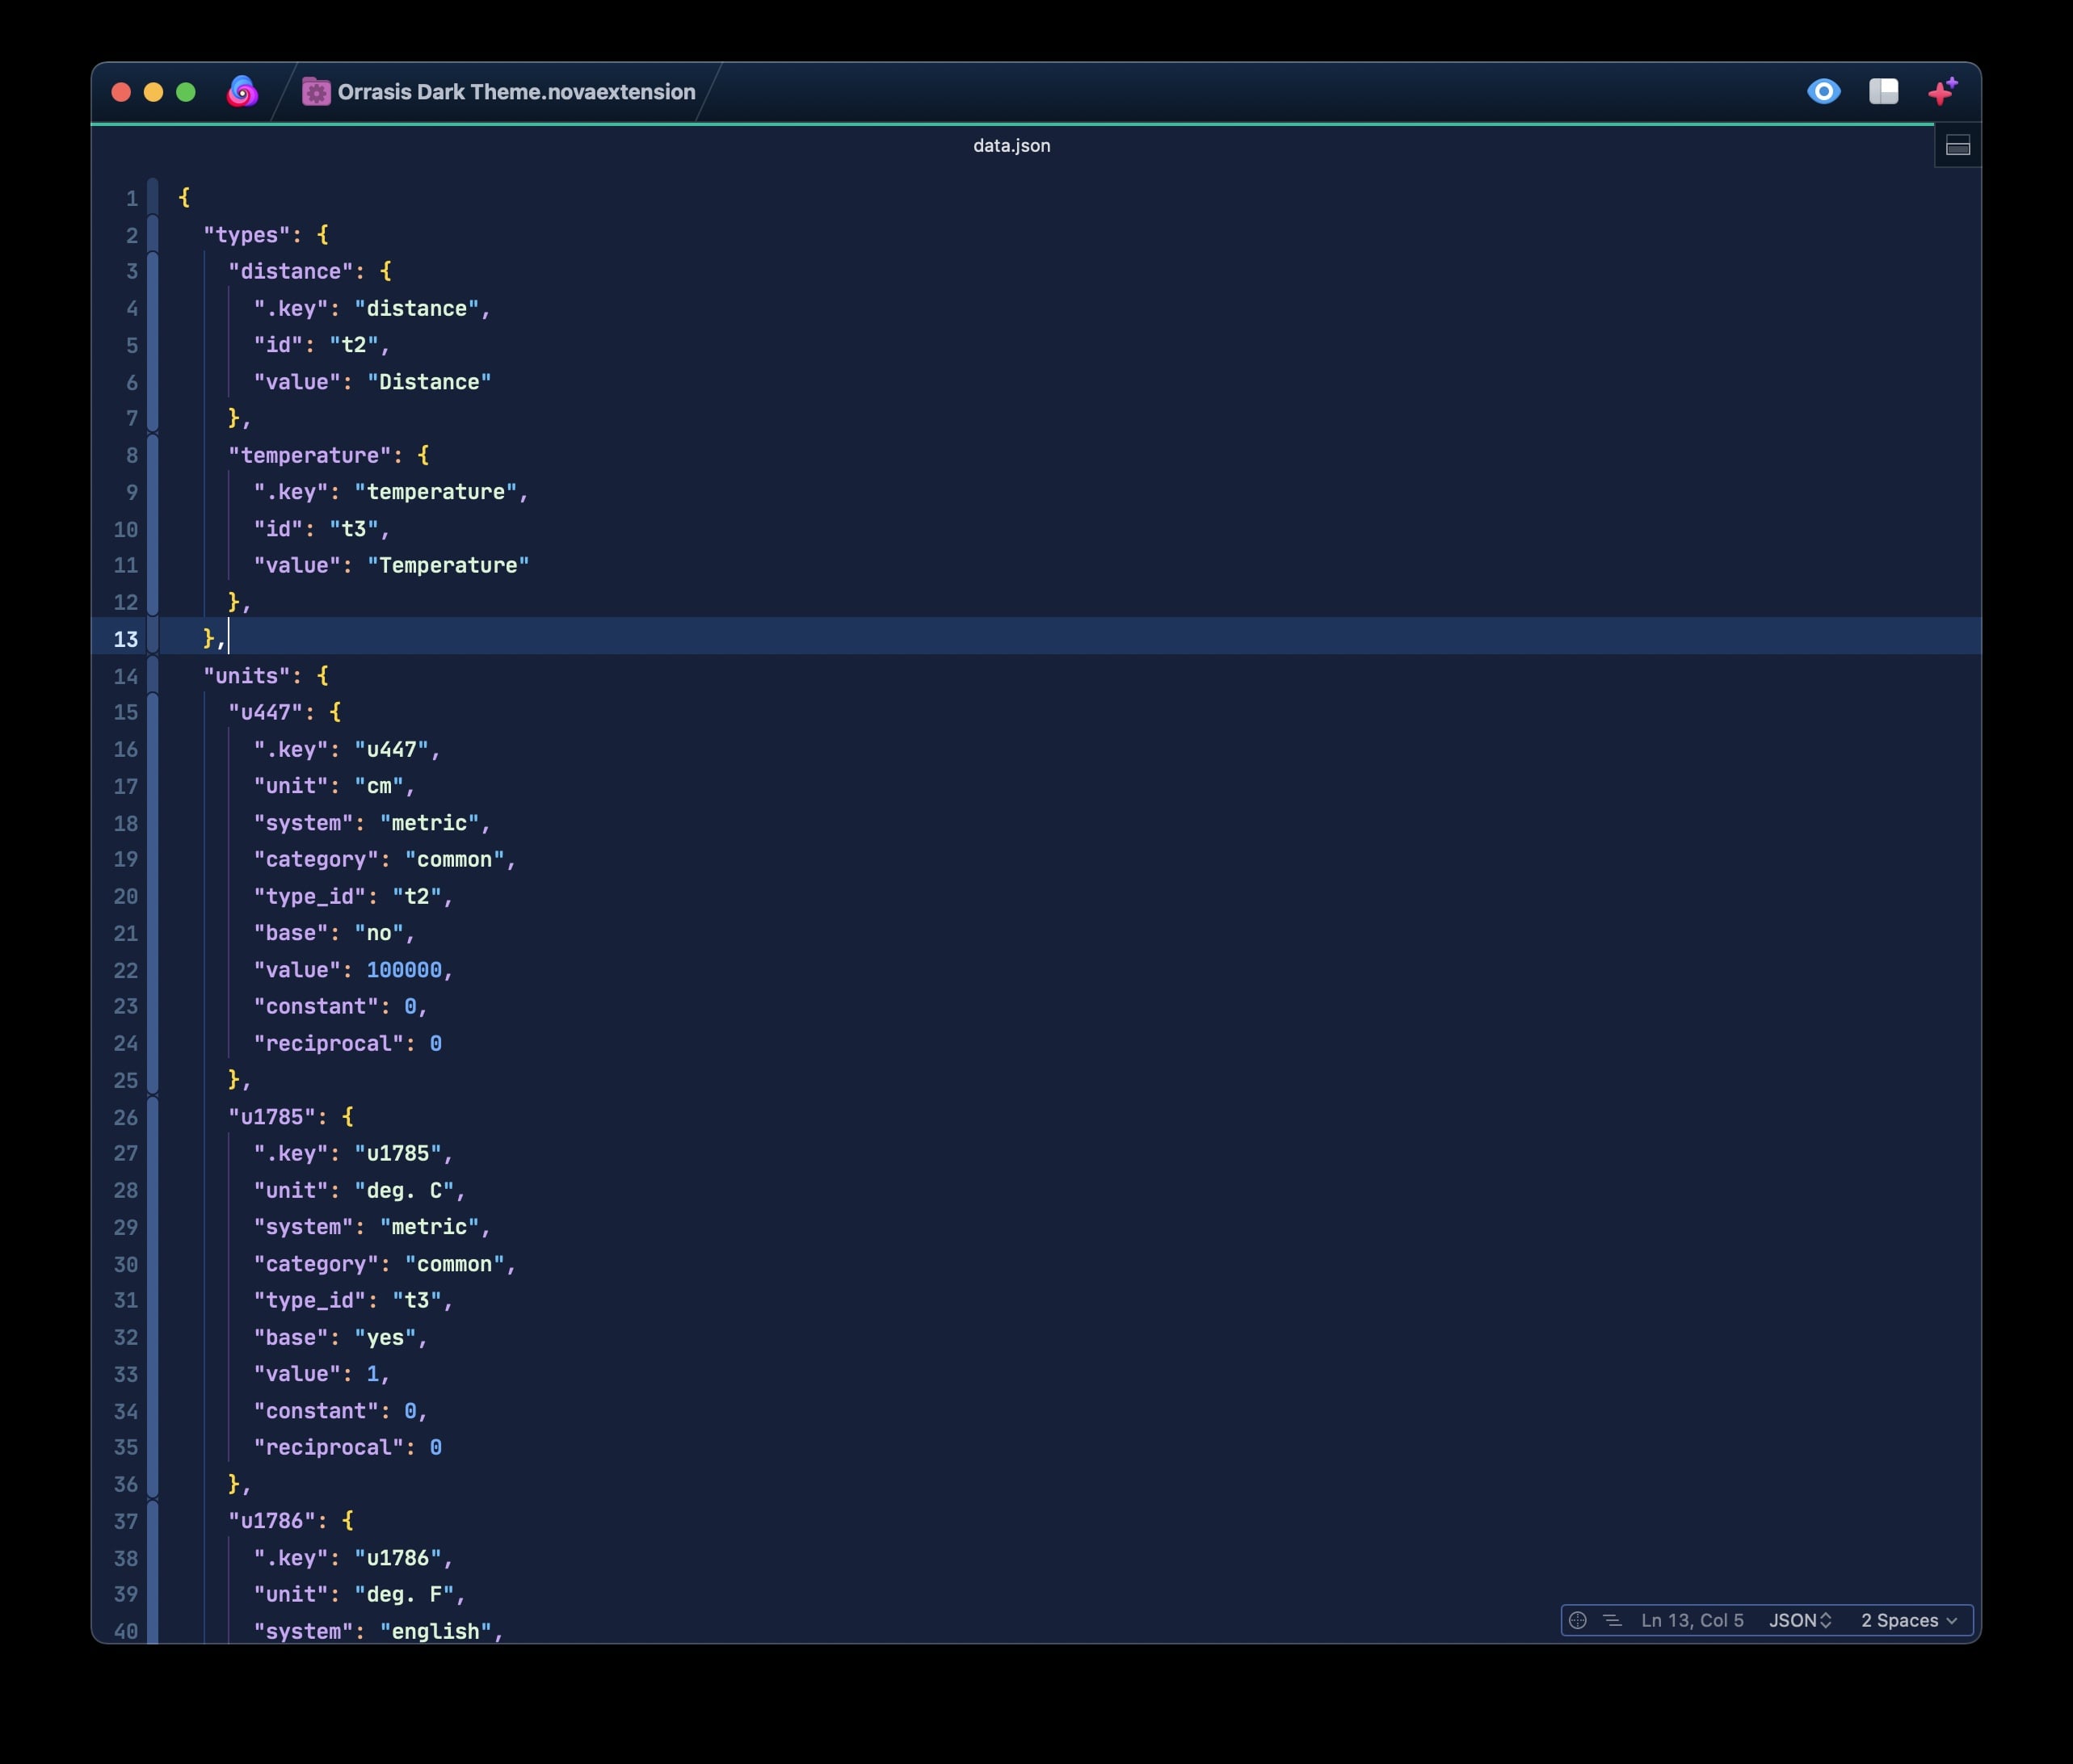 Orrasis Dark Theme.novaextension
data.json
1 {
2   "types": {
3     "distance": {
4       ".key": "distance",
5       "id": "t2",
6       "value": "Distance"
7     },
8     "temperature": {
9       ".key": "temperature",
10       "id": "t3",
11       "value": "Temperature"
12     },
13   },
14   "units": {
15     "u447": {
16       ".key": "u447",
17       "unit": "cm",
18       "system": "metric",
19       "category": "common",
20       "type_id": "t2",
21       "base": "no",
22       "value": 100000,
23       "constant": 0,
24       "reciprocal": 0
25     },
26     "u1785": {
27       ".key": "u1785",
28       "unit": "deg. C",
29       "system": "metric",
30       "category": "common",
31       "type_id": "t3",
32       "base": "yes",
33       "value": 1,
34       "constant": 0,
35       "reciprocal": 0
36     },
37     "u1786": {
38       ".key": "u1786",
39       "unit": "deg. F",
40       "system": "english",
Ln 13, Col 5 JSON 2 Spaces